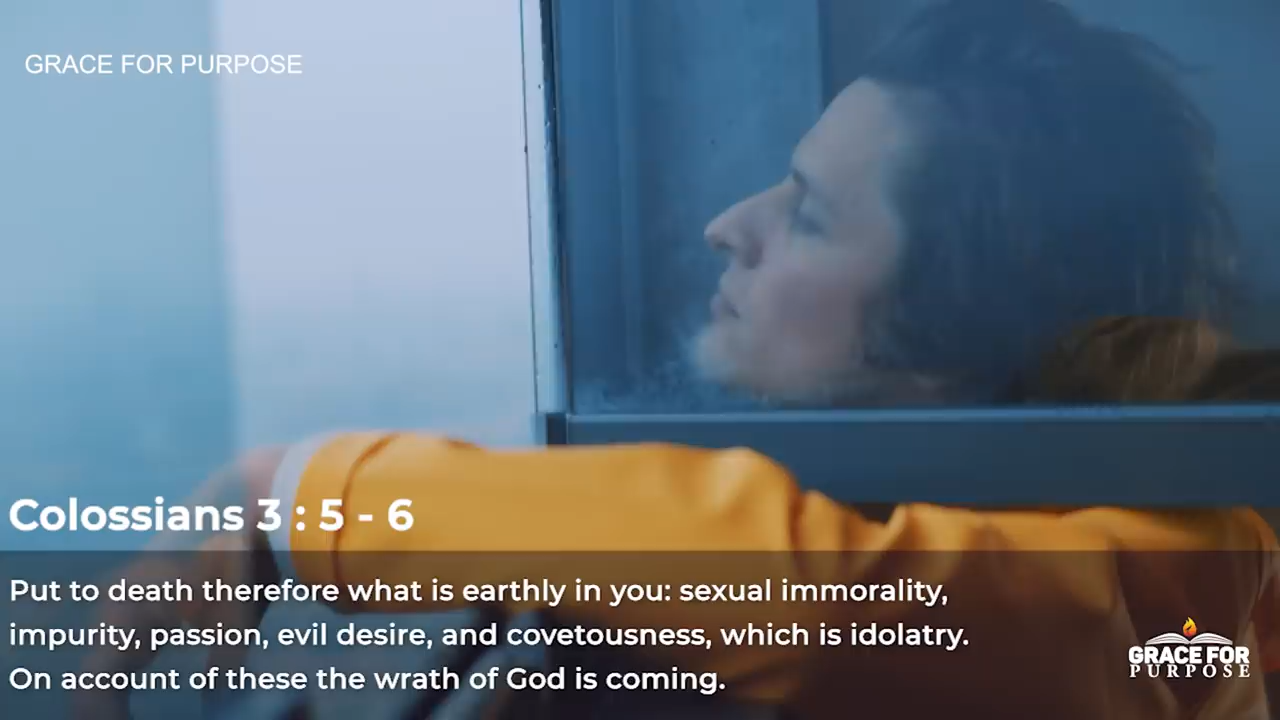 GRACE FOR PURPOSE
Colossians 3 : 5 - 6
Put to death therefore what is earthly in you: sexual immorality,
impurity, passion, evil desire, and covetousness, which is idolatry.
On account of these the wrath of God is coming.
GRACE FOR
PURPOSE